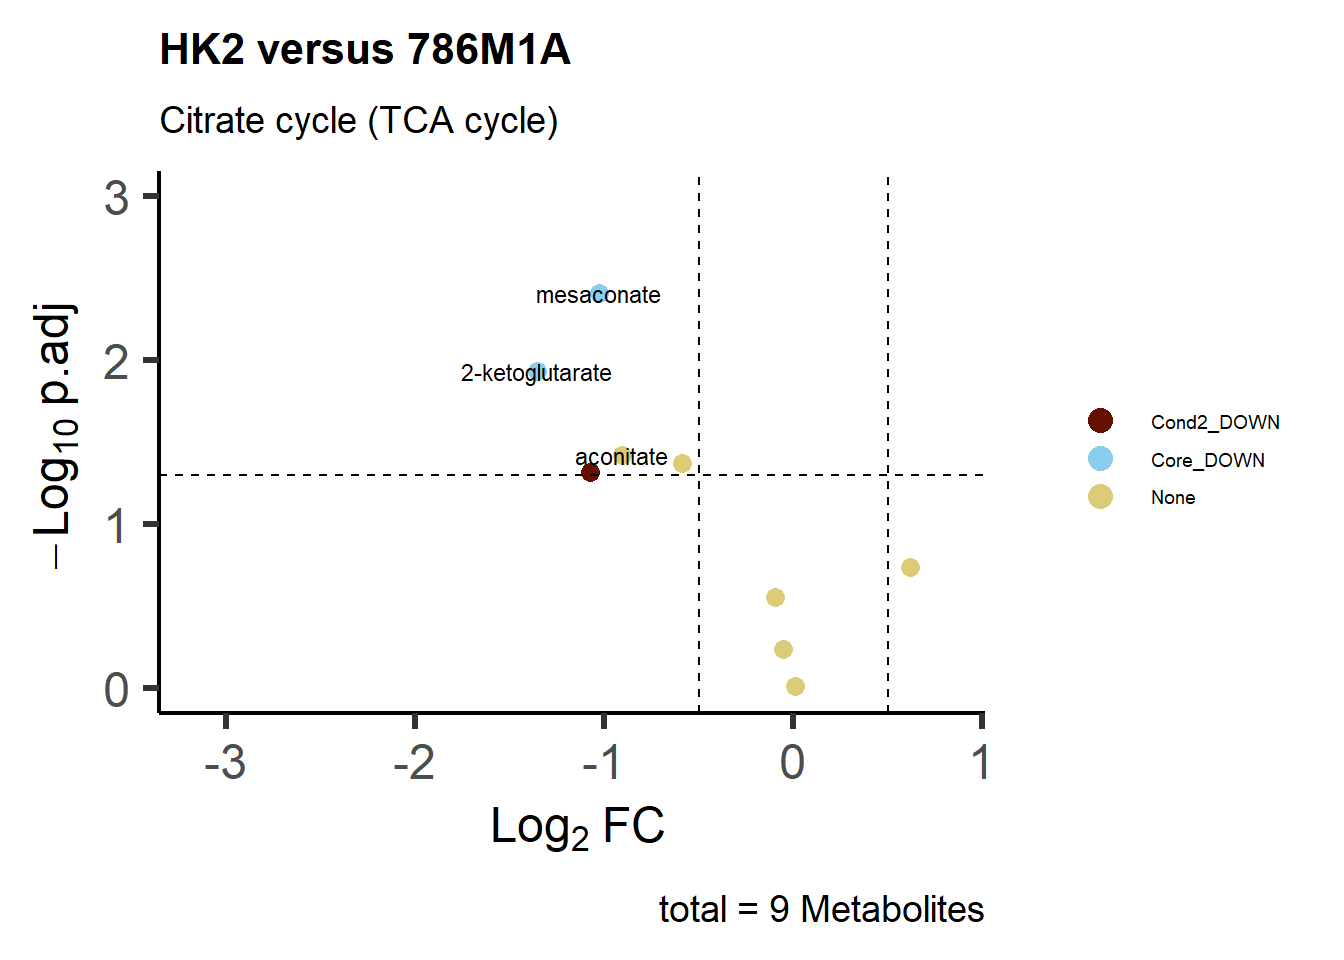 HK2 versus 786M1A
Citrate cycle (TCA cycle)
−Log10 p.adj
3
2
1
0
mesaconate
2-ketoglutarate
aconitate
-3 -2 -1 0 1
Log2 FC
Cond2_DOWN
Core_DOWN
None
total = 9 Metabolites